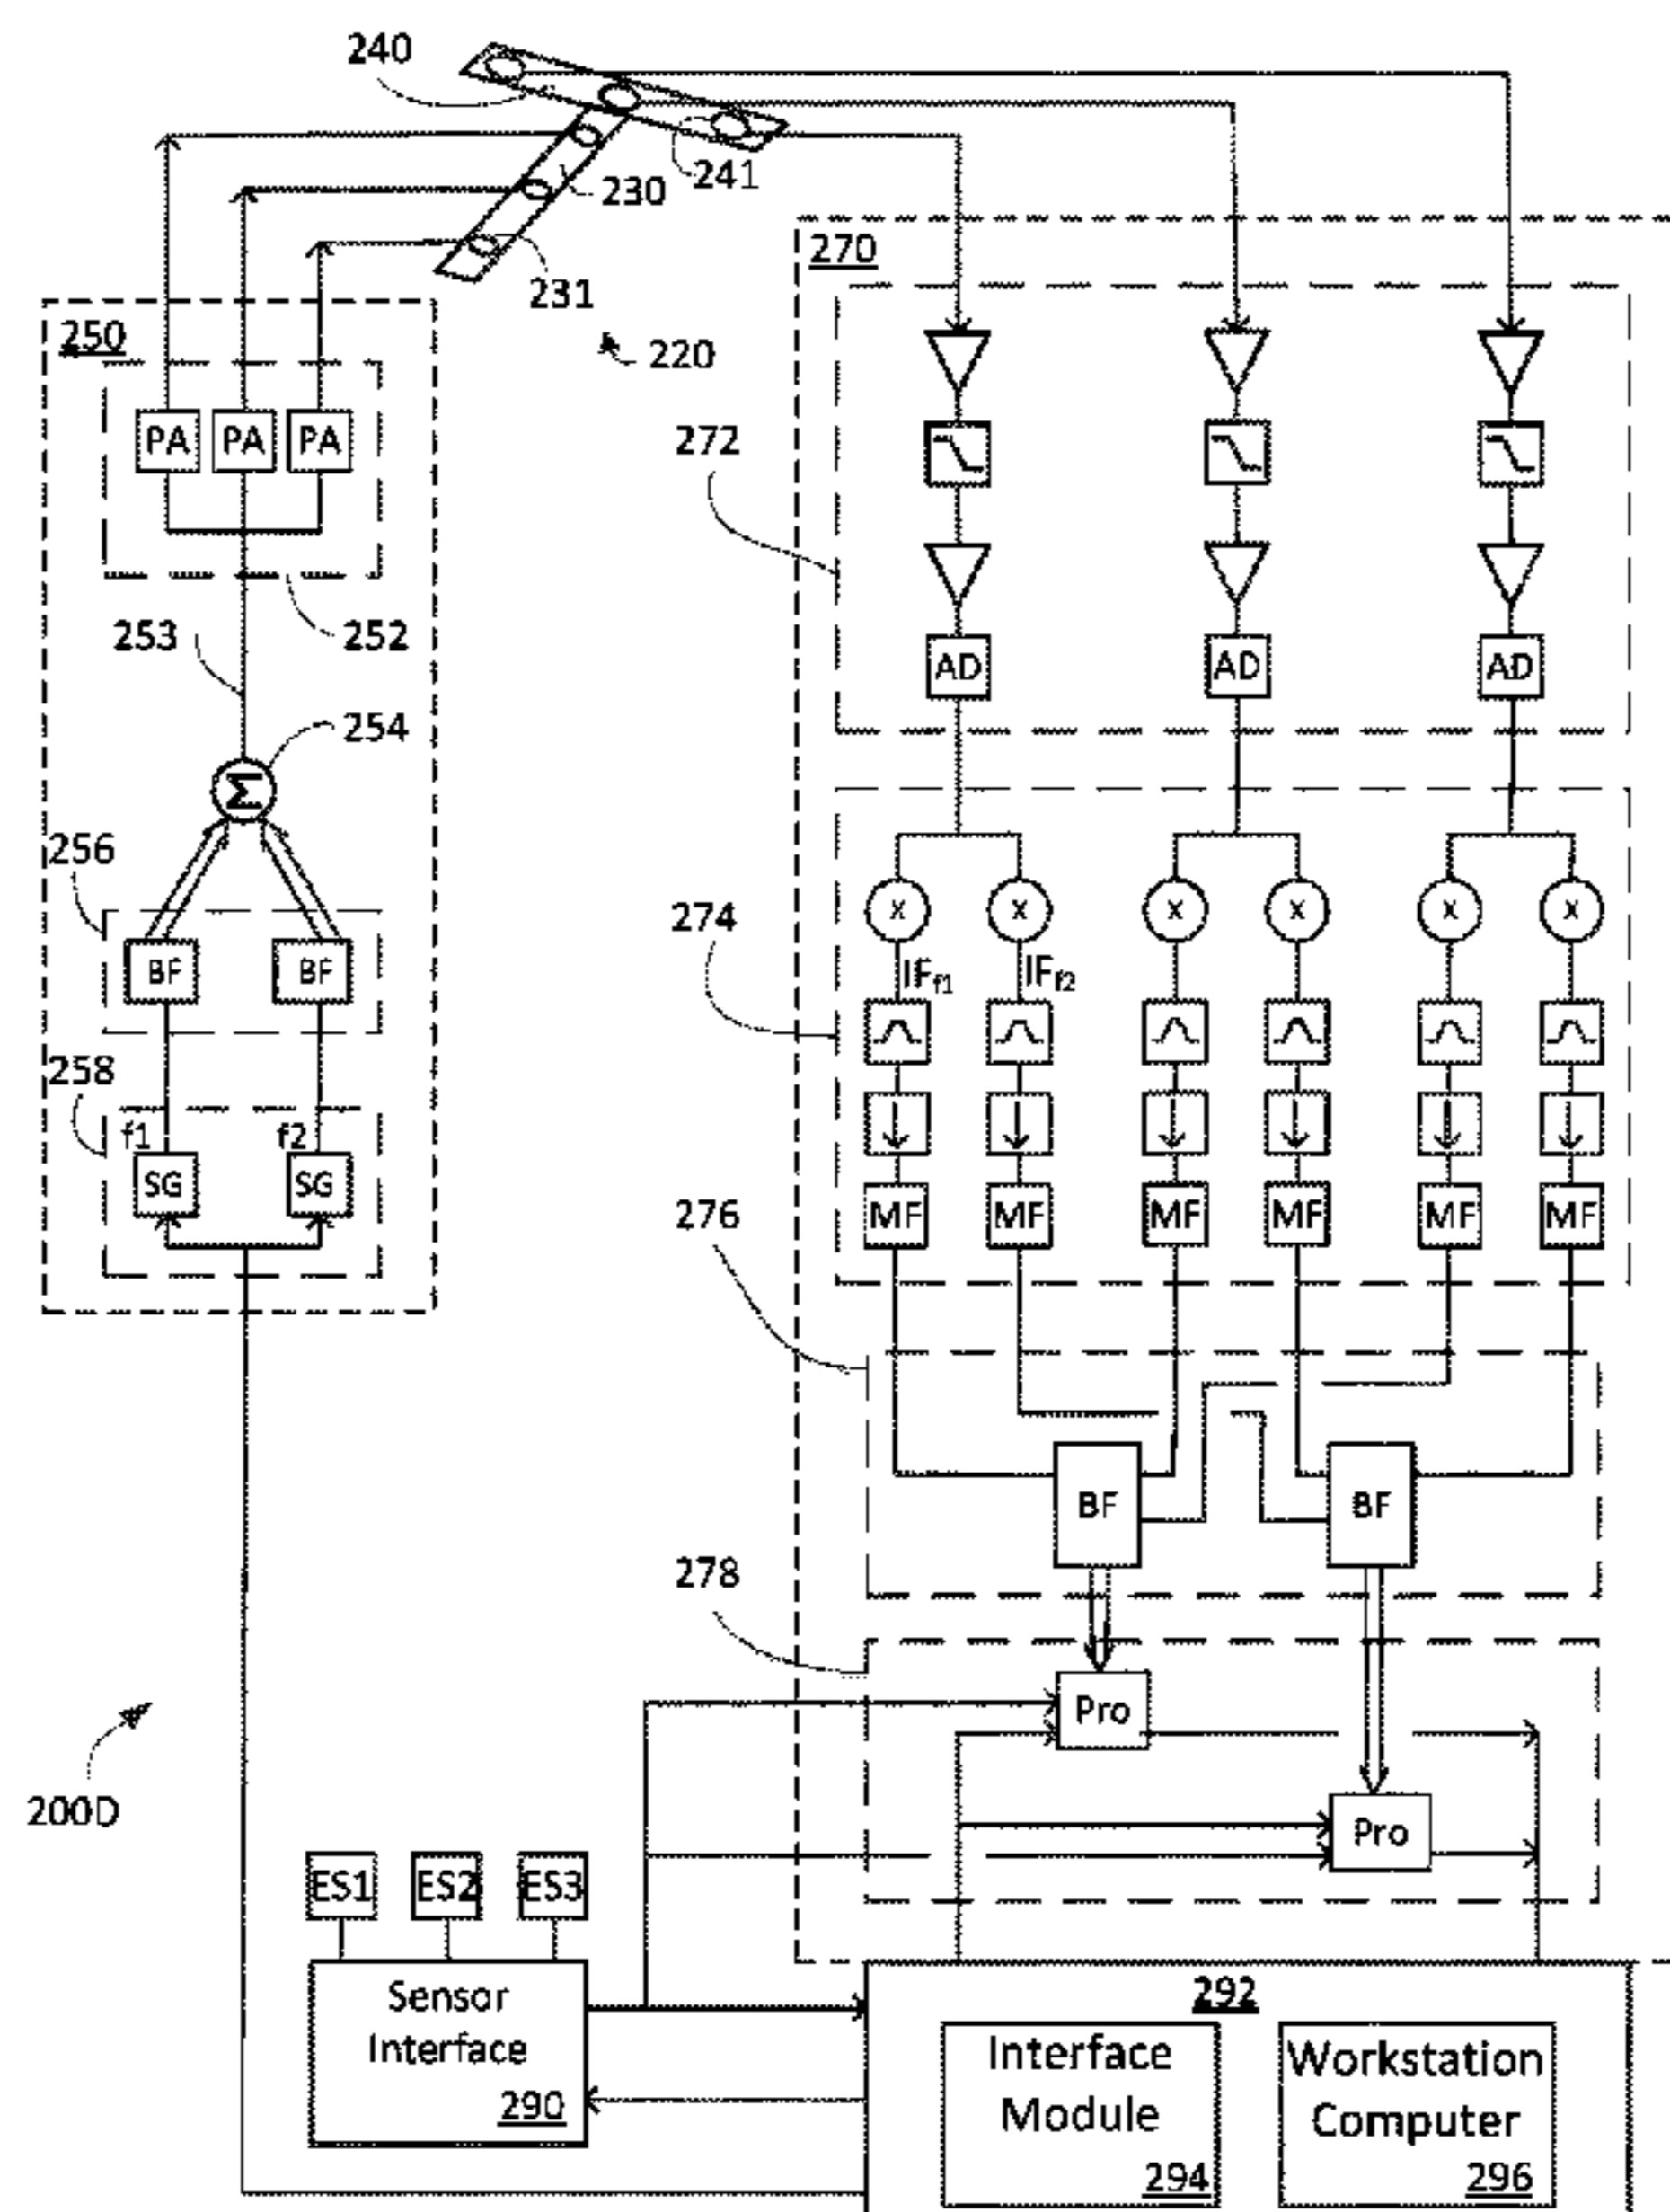 240
241
230
231
220
270
250
PA PA PA
272
253
252
AD AD AD
254
Σ
256
x x x x x x
274
BF BF
IFf1 IFf2
258
f1 f2
SG SG
MF MF MF MF MF MF
276
BF BF
278
Pro
Pro
200D
ES1 ES2 ES3
Sensor
Interface
290
292
Interface
Module
294
Workstation
Computer
296